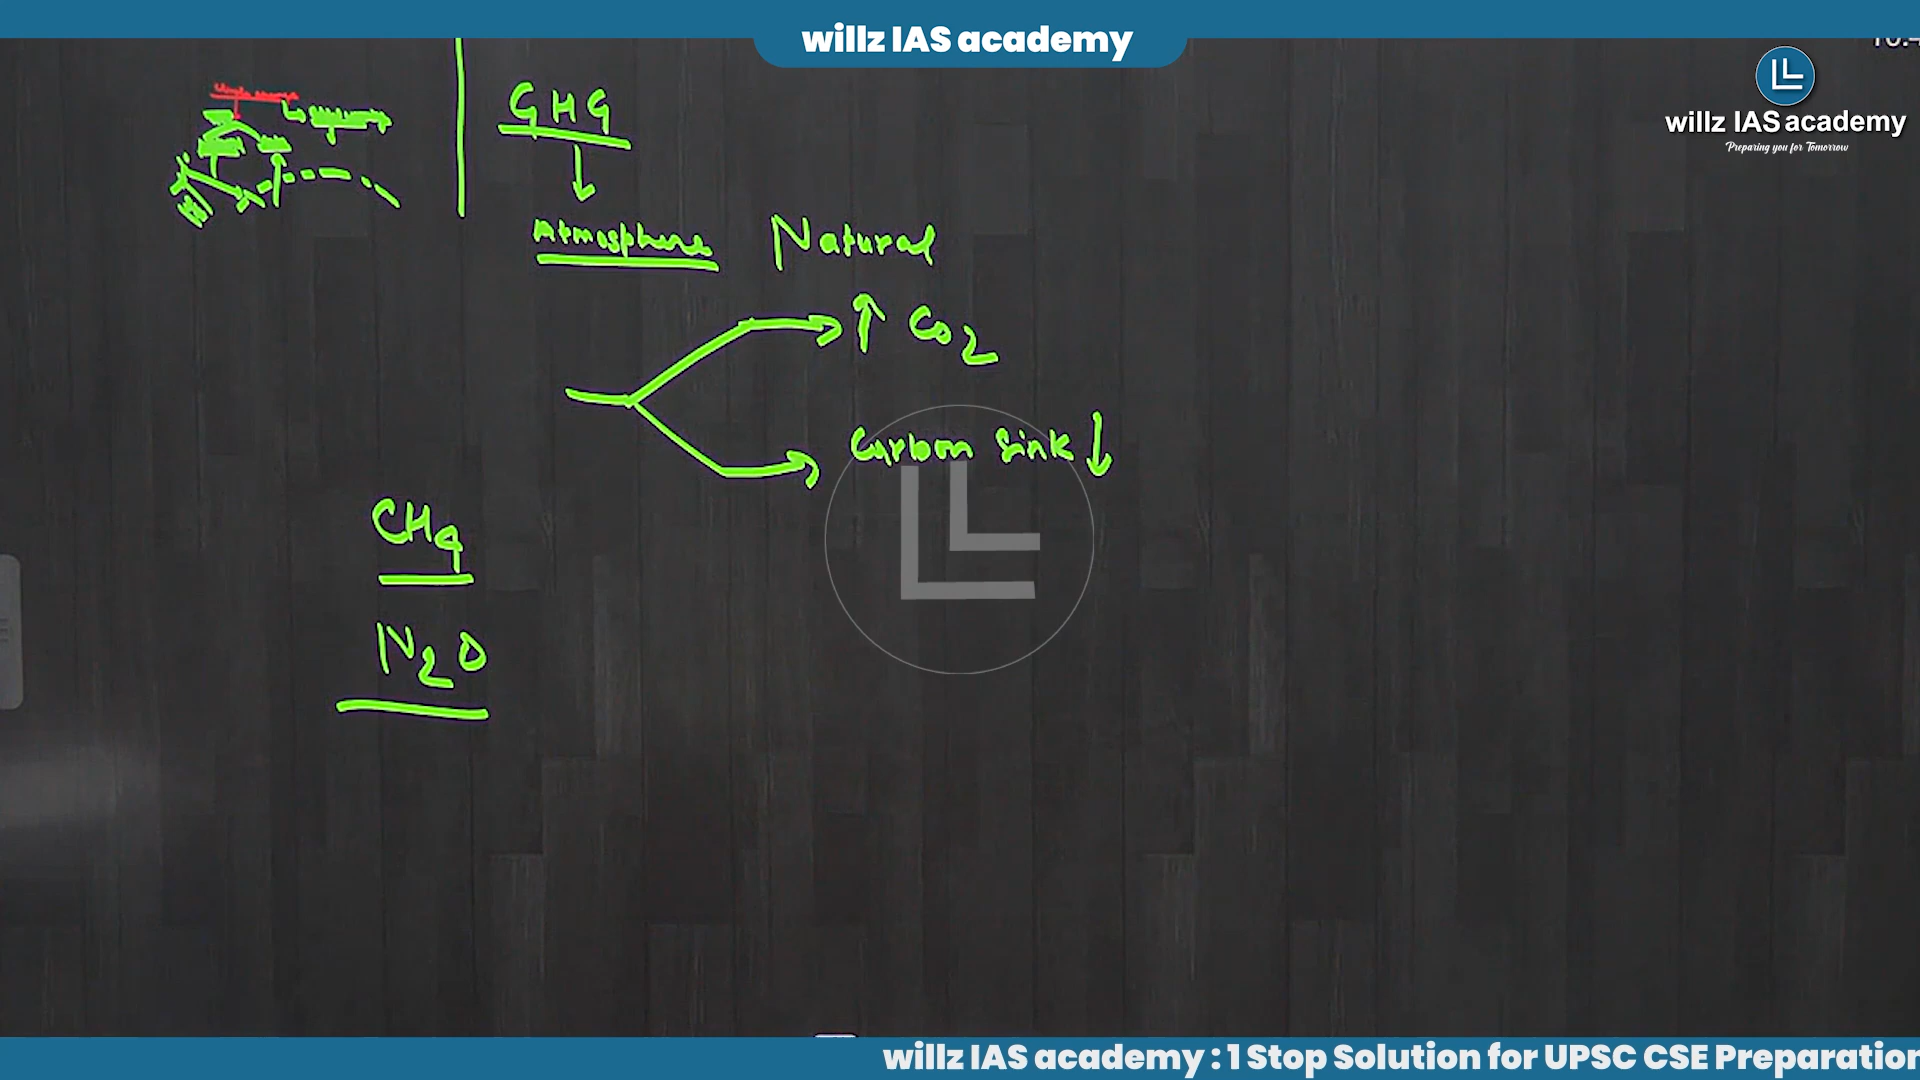 willz IAS academy
willz IAS academy
Preparing you for Tomorrow
GHG
Atmosphere Natural
↑ CO2
Carbon Sink ↓
CH4
N2O
willz IAS academy : 1 Stop Solution for UPSC CSE Preparation